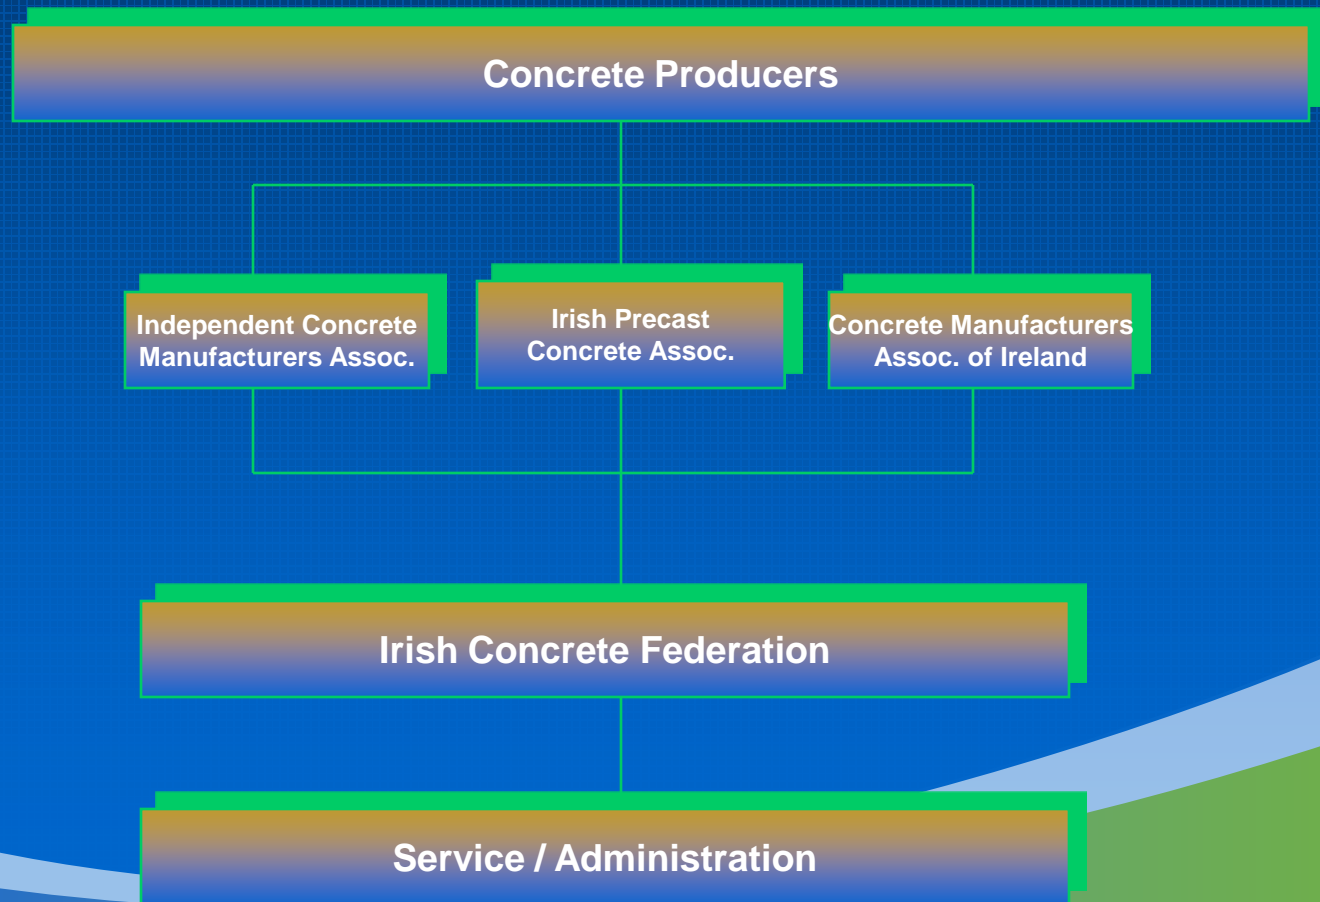 Concrete Producers
Independent Concrete
Manufacturers Assoc.
Irish Precast
Concrete Assoc.
Concrete Manufacturers
Assoc. of Ireland
Irish Concrete Federation
Service / Administration